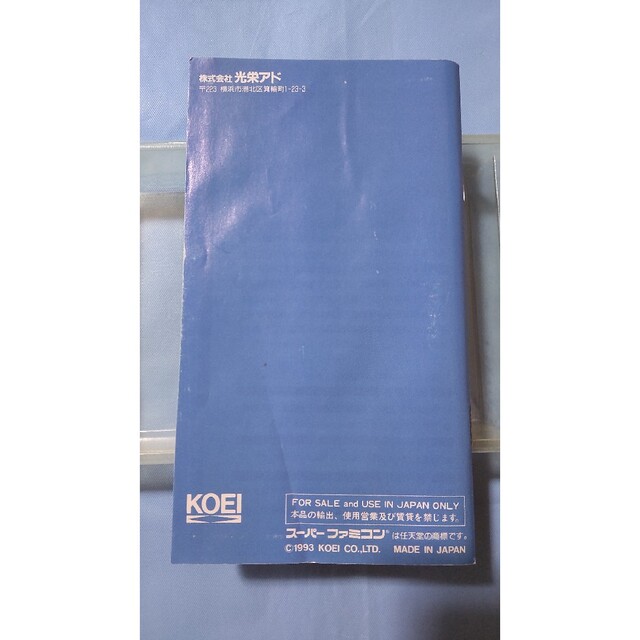 株式会社 光栄アド
〒223 横浜市港北区箕輪町1-23-3
KOEI
FOR SALE and USE IN JAPAN ONLY
本品の輸出、使用営業及び賃貸を禁じます。
スーパーファミコン® は任天堂の商標です。
©1993 KOEI CO.,LTD. MADE IN JAPAN